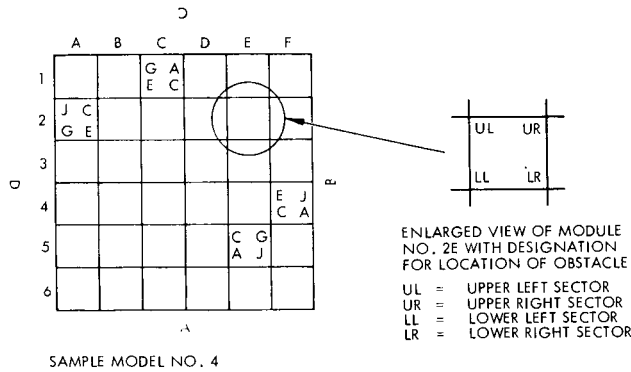 C
A B C D E F
1 G A
E C
2 J C
G E
3
4 E J
C A
5 C G
A J
6
D
B
A
UL UR
LL LR
ENLARGED VIEW OF MODULE
NO. 2E WITH DESIGNATION
FOR LOCATION OF OBSTACLE
UL = UPPER LEFT SECTOR
UR = UPPER RIGHT SECTOR
LL = LOWER LEFT SECTOR
LR = LOWER RIGHT SECTOR
SAMPLE MODEL NO. 4